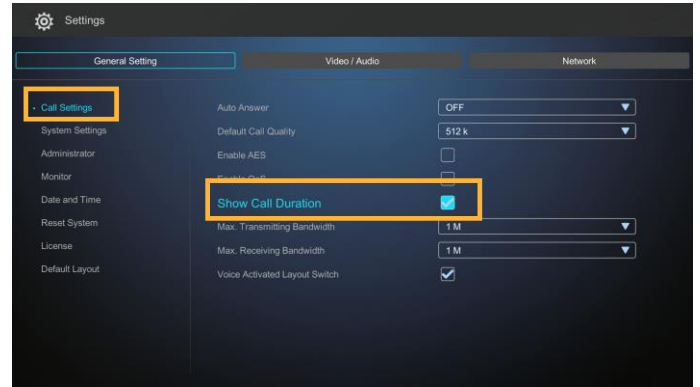 Settings
General Setting
Video / Audio
Network
Call Settings
System Settings
Administrator
Monitor
Date and Time
Reset System
License
Default Layout
Auto Answer OFF
Default Call Quality 512 k
Enable AES
Show Call Duration
Max. Transmitting Bandwidth 1 M
Max. Receiving Bandwidth 1 M
Voice Activated Layout Switch